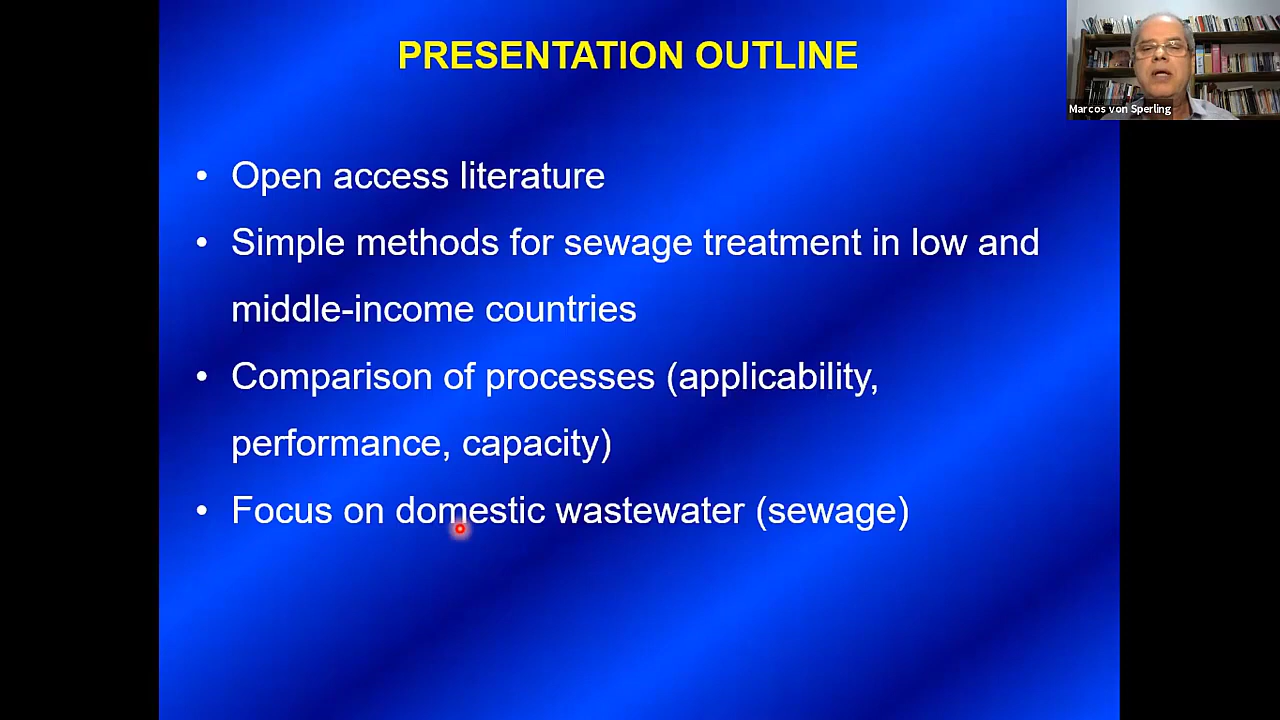 PRESENTATION OUTLINE
Marcos von Sperling
• Open access literature
• Simple methods for sewage treatment in low and
middle-income countries
• Comparison of processes (applicability,
performance, capacity)
• Focus on domestic wastewater (sewage)